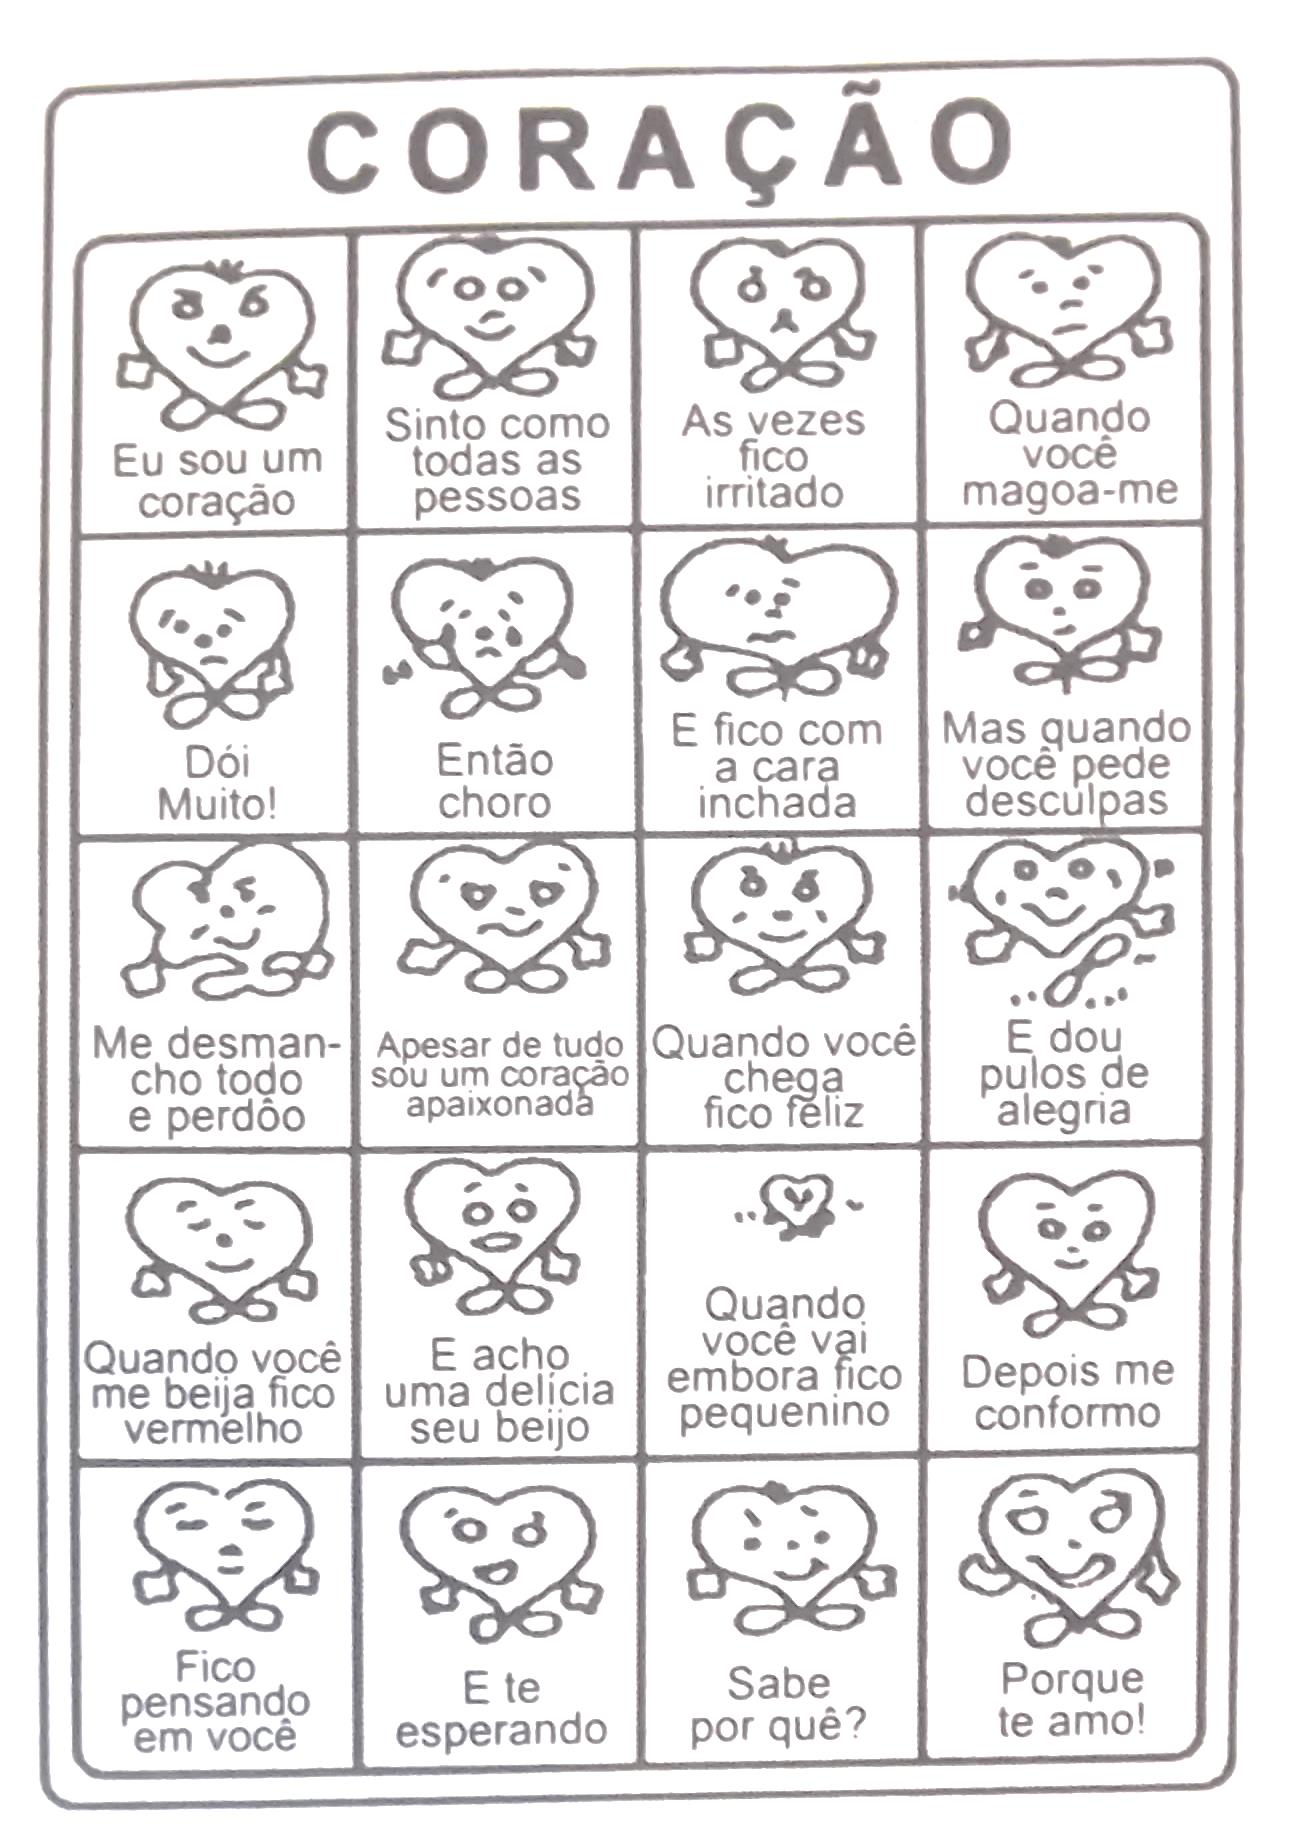 CORAÇÃO
Eu sou um
coração
Sinto como
todas as
pessoas
As vezes
fico
irritado
Quando
você
magoa-me
Dói
Muito!
Então
choro
E fico com
a cara
inchada
Mas quando
você pede
desculpas
Me desman-
cho todo
e perdôo
Apesar de tudo
sou um coração
apaixonada
Quando você
chega
fico feliz
E dou
pulos de
alegria
Quando você
me beija fico
vermelho
E acho
uma delícia
seu beijo
Quando
você vai
embora fico
pequenino
Depois me
conformo
Fico
pensando
em você
E te
esperando
Sabe
por quê?
Porque
te amo!